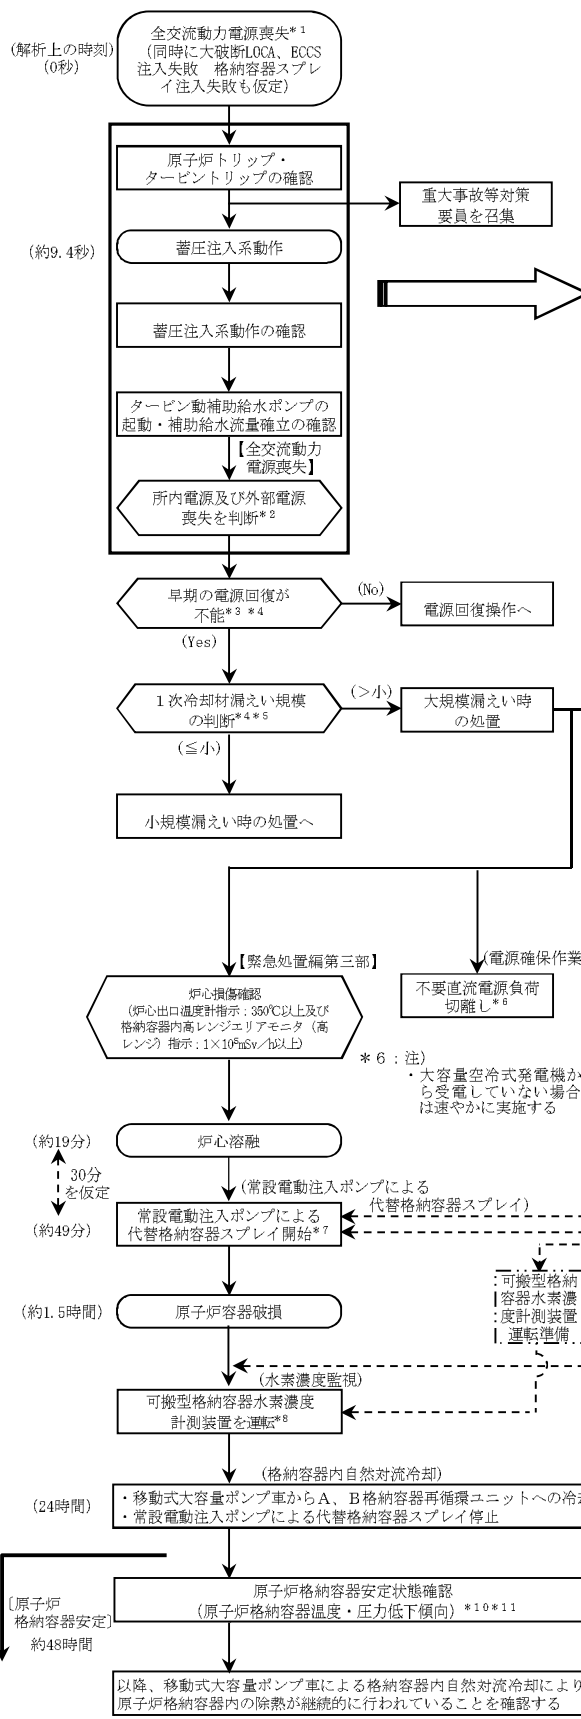 全交流動力電源喪失*1
(同時に大破断LOCA、ECCS
注入失敗　格納容器スプレ
イ注入失敗も仮定)
(解析上の時刻)
(0秒)
原子炉トリップ・
タービントリップの確認
重大事故等対策
要員を召集
(約9.4秒)
蓄圧注入系動作
蓄圧注入系動作の確認
タービン動補助給水ポンプの
起動・補助給水流量確立の確認
【全交流動力
電源喪失】
所内電源及び外部電源
喪失を判断*2
早期の電源回復が
不能*3 *4
(No)
電源回復操作へ
(Yes)
1次冷却材漏えい規模
の判断*4*5
(＞小)
大規模漏えい時
の処置
(≦小)
小規模漏えい時の処置へ
【緊急処置編第三部】
(電源確保作業
炉心損傷確認
(炉心出口温度計指示：350℃以上及び
格納容器内高レンジエリアモニタ（高
レンジ）指示：1×10⁵mSv／h以上)
不要直流電源負荷
切離し*6
＊6：注)
・大容量空冷式発電機か
ら受電していない場合
は速やかに実施する
(約19分)
炉心溶融
30分
を仮定
(常設電動注入ポンプによる
代替格納容器スプレイ)
(約49分)
常設電動注入ポンプによる
代替格納容器スプレイ開始*7
可搬型格納
容器水素濃
度計測装置
運転準備
(約1.5時間)
原子炉容器破損
(水素濃度監視)
可搬型格納容器水素濃度
計測装置を運転*8
(格納容器内自然対流冷却)
(24時間)
・移動式大容量ポンプ車からA、B格納容器再循環ユニットへの冷
・常設電動注入ポンプによる代替格納容器スプレイ停止
〔原子炉
格納容器安定〕
約48時間
原子炉格納容器安定状態確認
(原子炉格納容器温度・圧力低下傾向)*10*11
以降、移動式大容量ポンプ車による格納容器内自然対流冷却により
原子炉格納容器内の除熱が継続的に行われていることを確認する